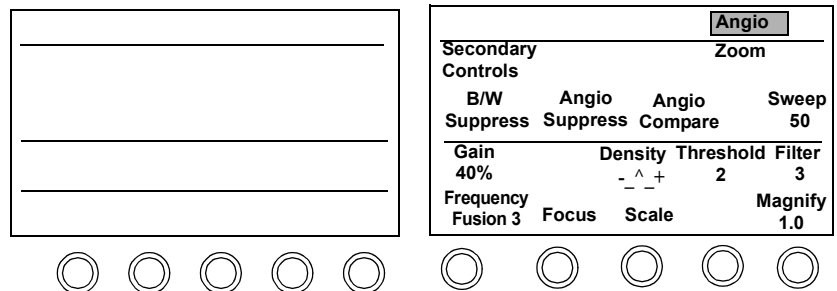 Angio
Secondary Zoom
Controls
B/W Angio Angio Sweep
Suppress Suppress Compare 50
Gain Density Threshold Filter
40% -_^_+ 2 3
Frequency Magnify
Fusion 3 Focus Scale 1.0